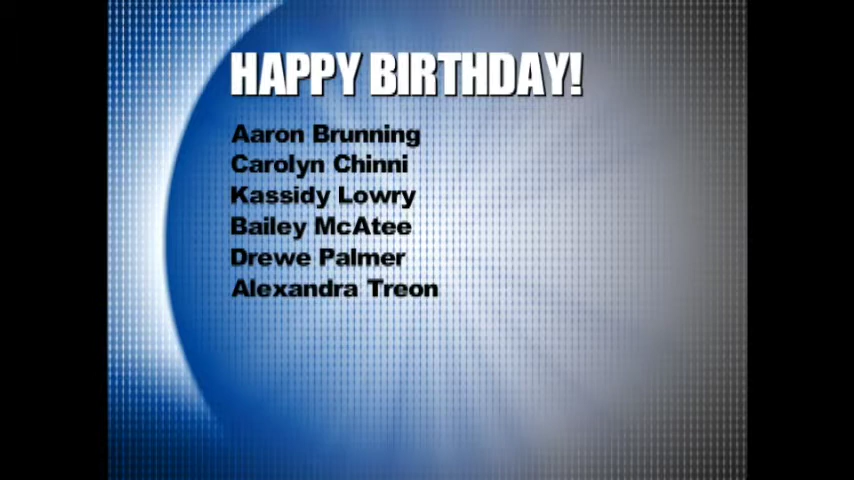 HAPPY BIRTHDAY!
Aaron Brunning
Carolyn Chinni
Kassidy Lowry
Bailey McAtee
Drewe Palmer
Alexandra Treon